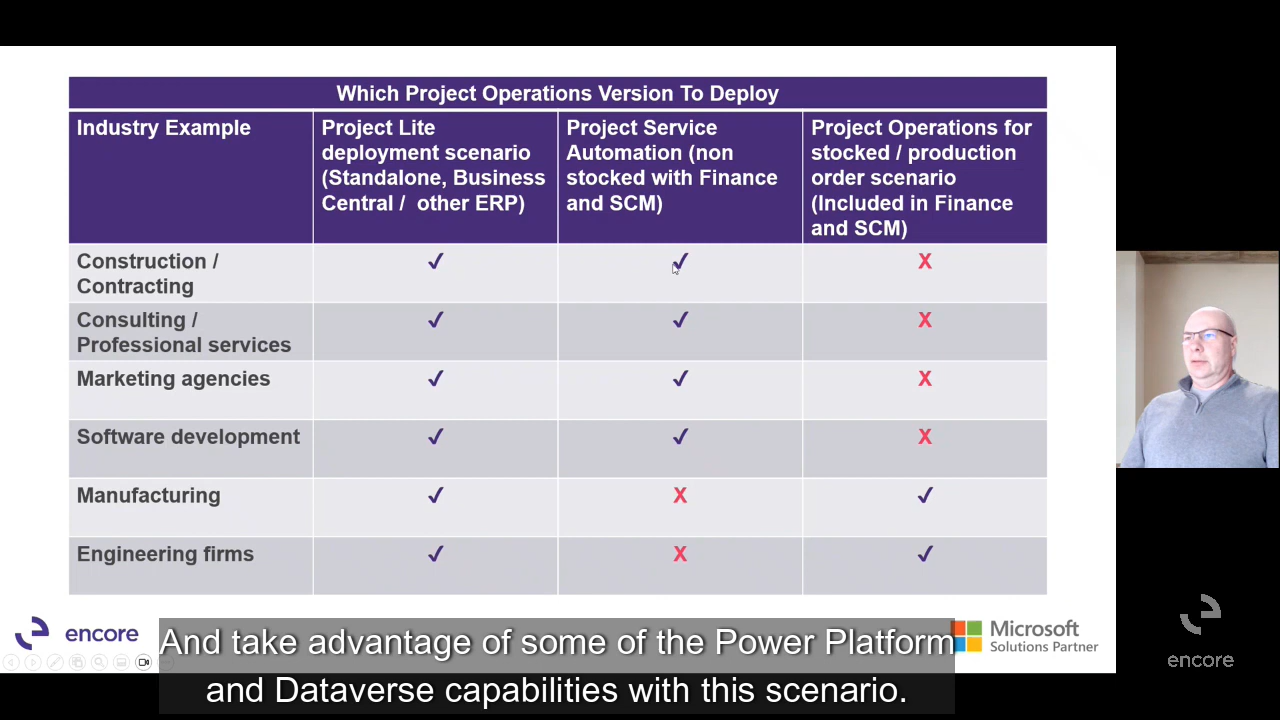 Which Project Operations Version To Deploy
Industry Example
Project Lite
deployment scenario
(Standalone, Business
Central / other ERP)
Project Service
Automation (non
stocked with Finance
and SCM)
Project Operations for
stocked / production
order scenario
(Included in Finance
and SCM)
Construction /
Contracting
✓
✓
X
Consulting /
Professional services
✓
✓
X
Marketing agencies
✓
✓
X
Software development
✓
✓
X
Manufacturing
✓
X
✓
Engineering firms
✓
X
✓
encore
Microsoft
Solutions Partner
encore
And take advantage of some of the Power Platform
and Dataverse capabilities with this scenario.